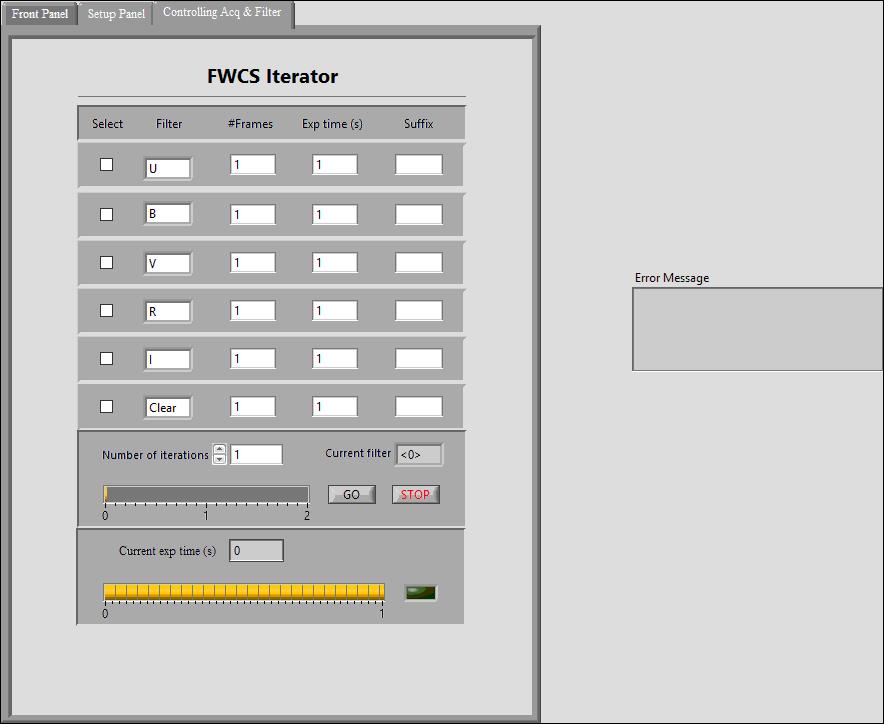 Front Panel Setup Panel Controlling Acq & Filter
FWCS Iterator
Select Filter #Frames Exp time (s) Suffix
U 1 1
B 1 1
V 1 1
Error Message
R 1 1
I 1 1
Clear 1 1
Number of iterations 1 Current filter <0>
GO STOP
0 1 2
Current exp time (s) 0
0 1